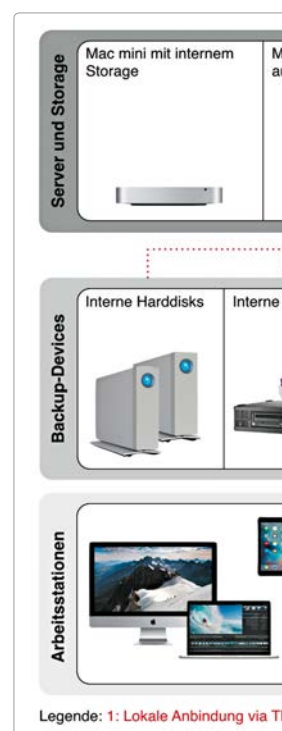 Server und Storage
Mac mini mit internem
Storage
M
au
Backup-Devices
Interne Harddisks
Interne
Arbeitsstationen
Legende: 1: Lokale Anbindung via